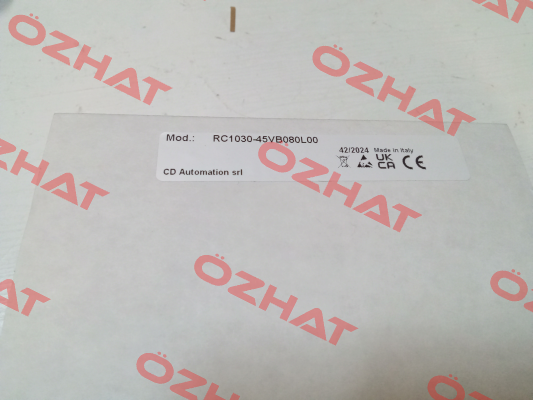 ÖZHAT
ÖZHAT
ÖZHAT
Mod.: RC1030-45VB080L00
42/2024 Made in Italy
UK
CA CE
CD Automation srl
ÖZHAT
ÖZHAT
ÖZHAT
ZHAT
ÖZHAT
ÖZHAT